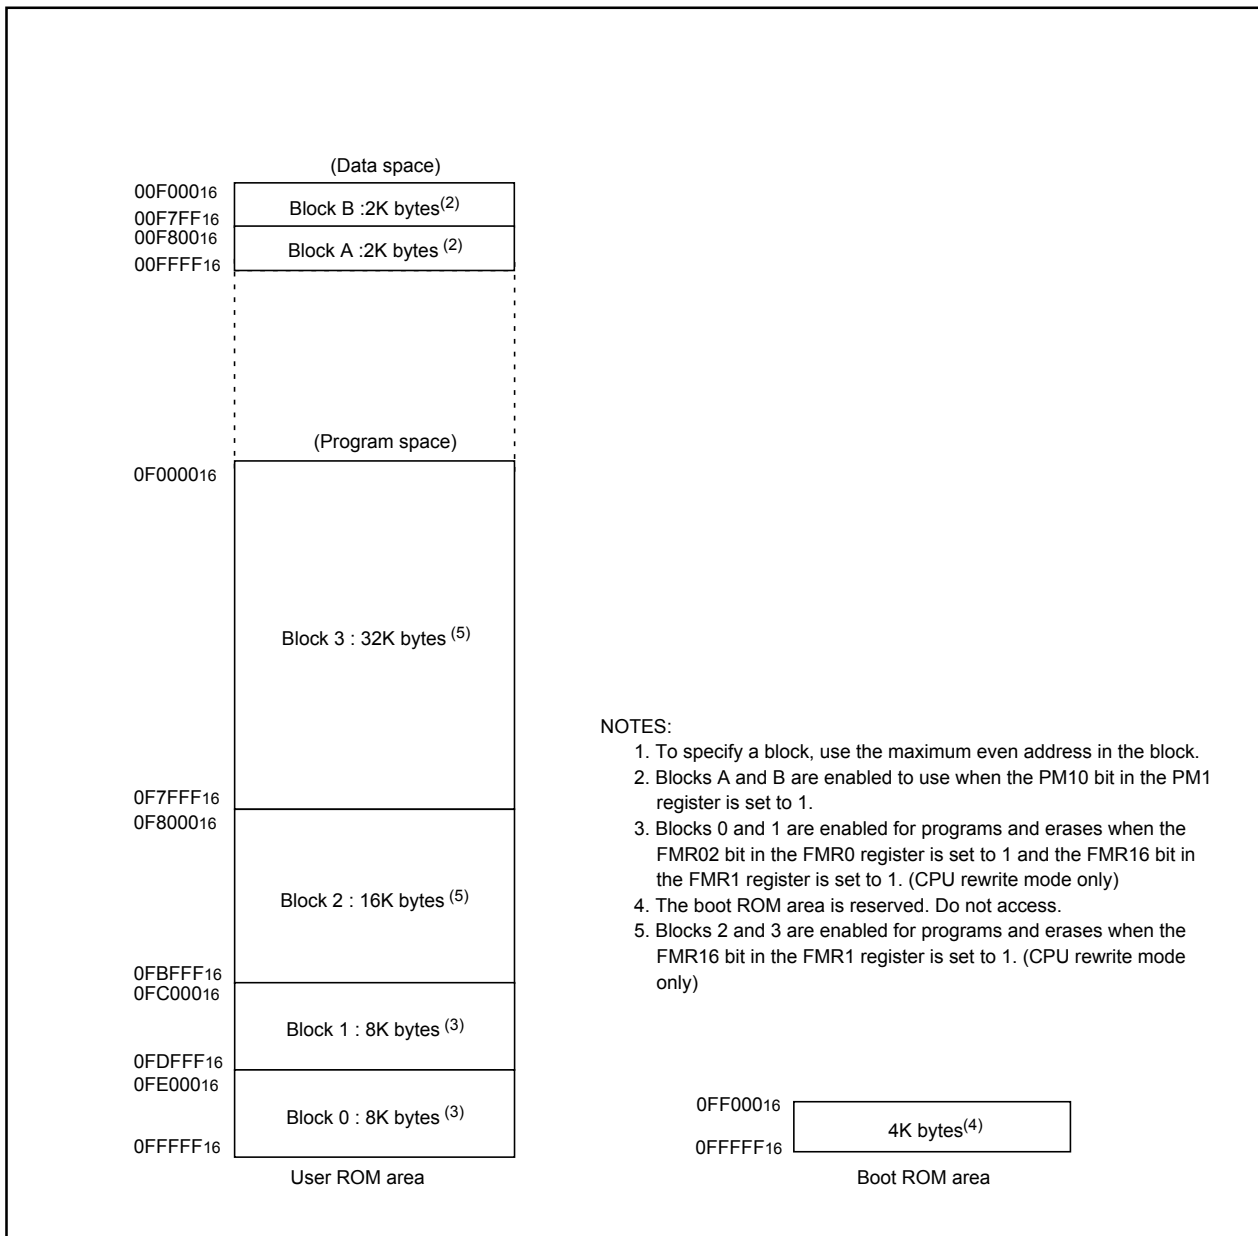 (Data space)
00F00016
Block B :2K bytes(2)
00F7FF16
00F80016
Block A :2K bytes (2)
00FFFF16
(Program space)
0F000016
Block 3 : 32K bytes (5)
0F7FFF16
0F800016
Block 2 : 16K bytes (5)
0FBFFF16
0FC00016
Block 1 : 8K bytes (3)
0FDFFF16
0FE00016
Block 0 : 8K bytes (3)
0FFFFF16
User ROM area
NOTES:
1. To specify a block, use the maximum even address in the block.
2. Blocks A and B are enabled to use when the PM10 bit in the PM1
register is set to 1.
3. Blocks 0 and 1 are enabled for programs and erases when the
FMR02 bit in the FMR0 register is set to 1 and the FMR16 bit in
the FMR1 register is set to 1. (CPU rewrite mode only)
4. The boot ROM area is reserved. Do not access.
5. Blocks 2 and 3 are enabled for programs and erases when the
FMR16 bit in the FMR1 register is set to 1. (CPU rewrite mode
only)
0FF00016
4K bytes(4)
0FFFFF16
Boot ROM area